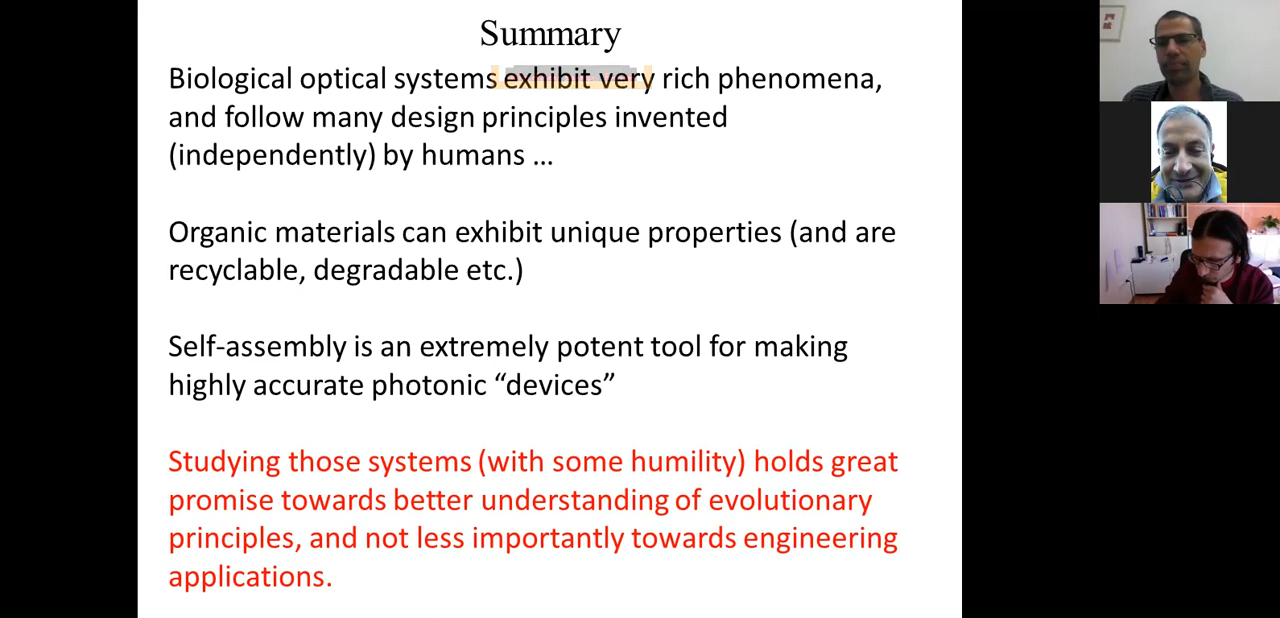 Summary
Biological optical systems exhibit very rich phenomena,
and follow many design principles invented
(independently) by humans …
Organic materials can exhibit unique properties (and are
recyclable, degradable etc.)
Self-assembly is an extremely potent tool for making
highly accurate photonic “devices”
Studying those systems (with some humility) holds great
promise towards better understanding of evolutionary
principles, and not less importantly towards engineering
applications.